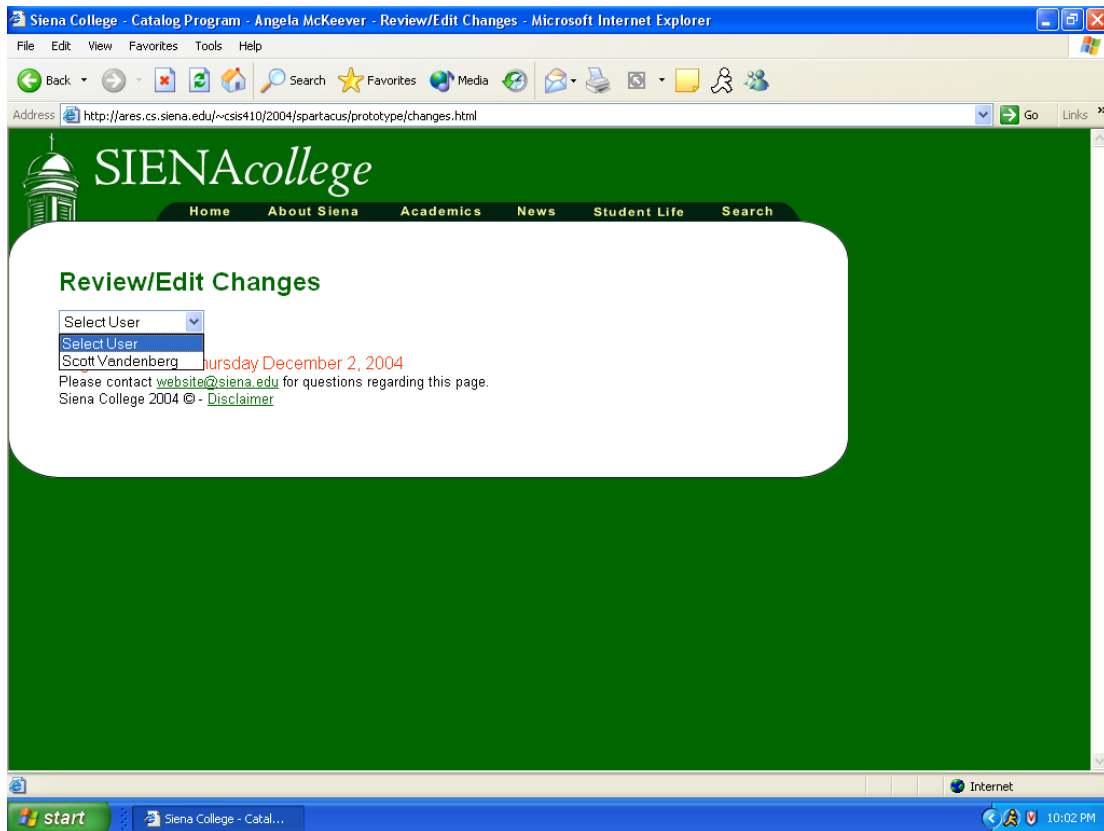 Siena College - Catalog Program - Angela McKeever - Review/Edit Changes - Microsoft Internet Explorer
File Edit View Favorites Tools Help
Back Search Favorites Media
Address http://ares.cs.siena.edu/~csis410/2004/spartacus/prototype/changes.html Go Links »
SIENAcollege
Home About Siena Academics News Student Life Search
Review/Edit Changes
Select User
Select User
Scott Vandenberg
hursday December 2, 2004
Please contact website@siena.edu for questions regarding this page.
Siena College 2004 © - Disclaimer
Internet
start Siena College - Catal... 10:02 PM